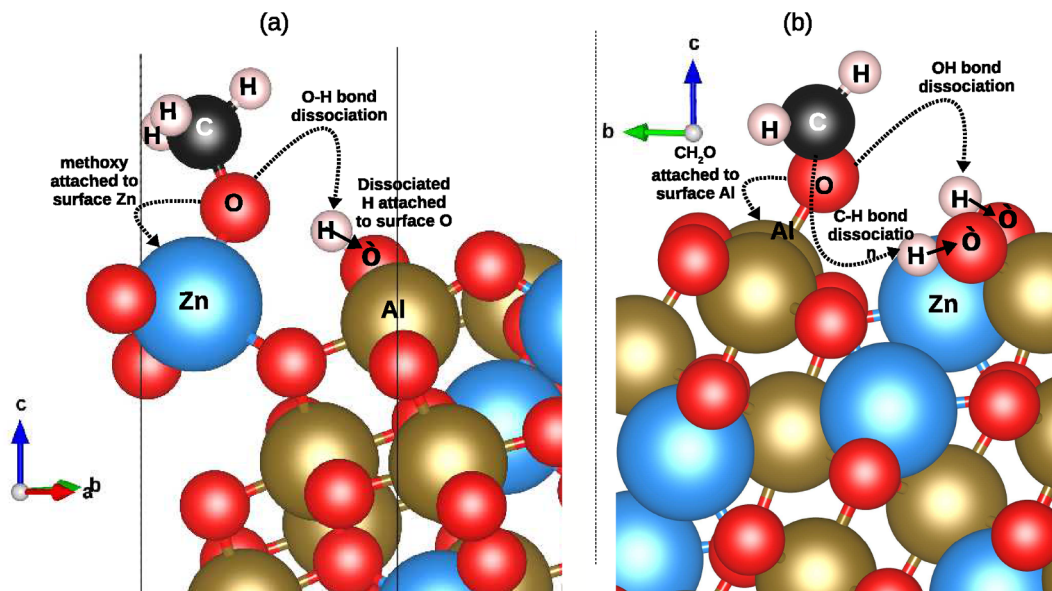 (a)
H
H
H
C
O-H bond
dissociation
methoxy
attached to
surface Zn
O
Dissociated
H attached
to surface O
H
Ò
Zn
Al
c
b
a
(b)
c
b
CH₂O
attached to
surface Al
H
H
C
OH bond
dissociation
O
Al
C-H bond
dissociatio
n
H
Ò
H
Ò
Zn